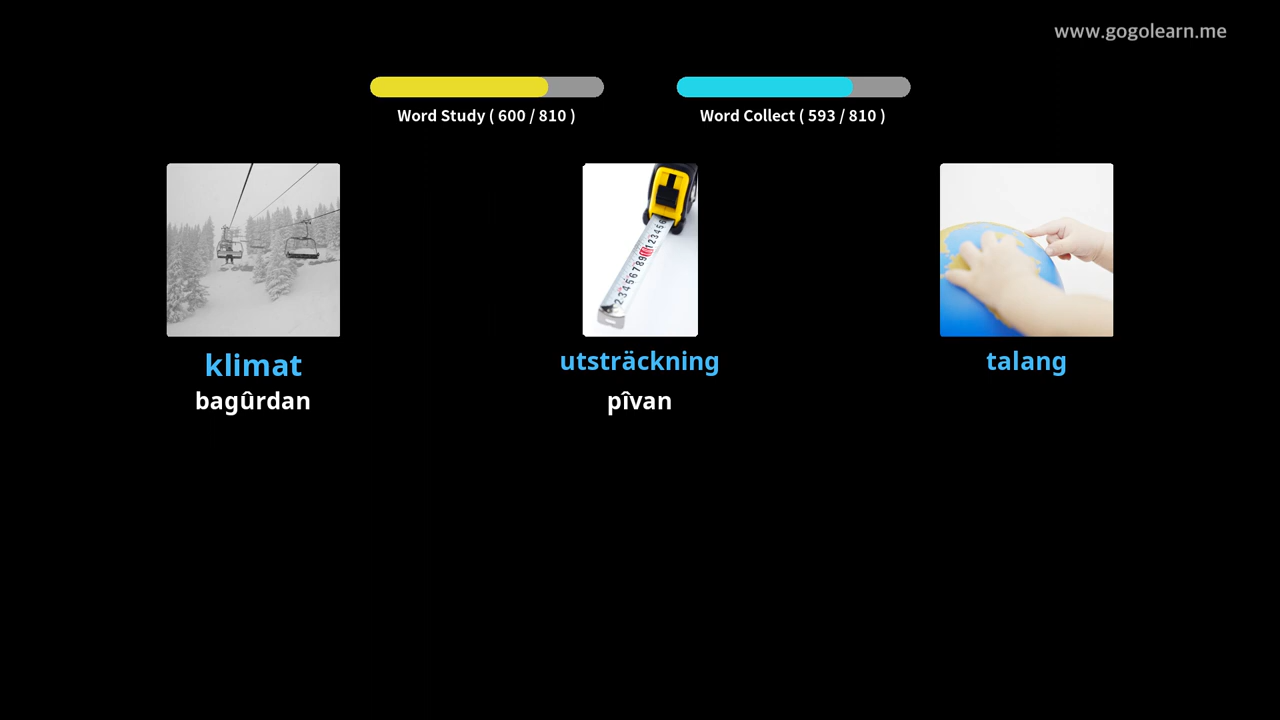 www.gogolearn.me
Word Study ( 600 / 810 )
Word Collect ( 593 / 810 )
klimat
bagûrdan
utsträckning
pîvan
talang